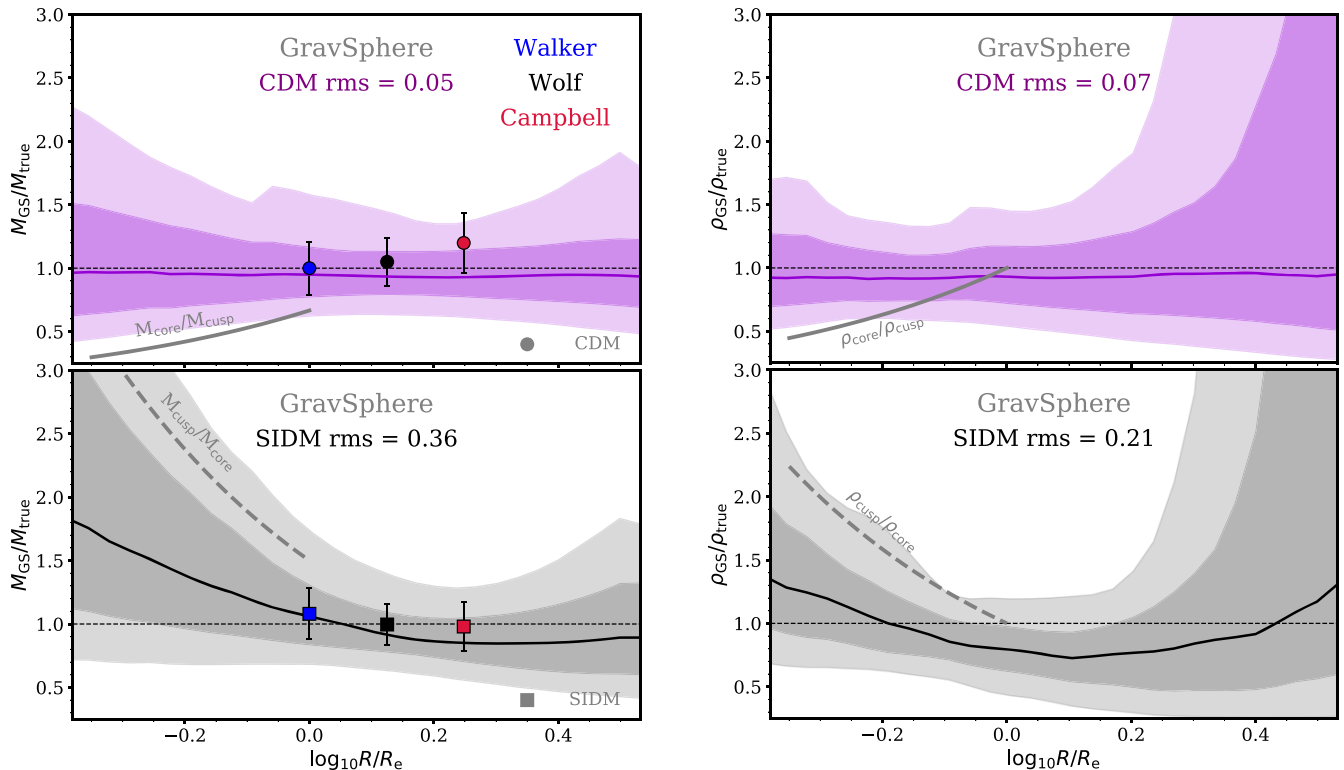 3.0
2.5
2.0
1.5
1.0
0.5
M_GS/M_true
GravSphere
CDM rms = 0.05
Walker
Wolf
Campbell
M_core/M_cusp
CDM
3.0
2.5
2.0
1.5
1.0
0.5
ρ_GS/ρ_true
GravSphere
CDM rms = 0.07
ρ_core/ρ_cusp
3.0
2.5
2.0
1.5
1.0
0.5
M_GS/M_true
GravSphere
SIDM rms = 0.36
M_cusp/M_core
SIDM
−0.2 0.0 0.2 0.4
log₁₀R/R_e
3.0
2.5
2.0
1.5
1.0
0.5
ρ_GS/ρ_true
GravSphere
SIDM rms = 0.21
ρ_cusp/ρ_core
−0.2 0.0 0.2 0.4
log₁₀R/R_e